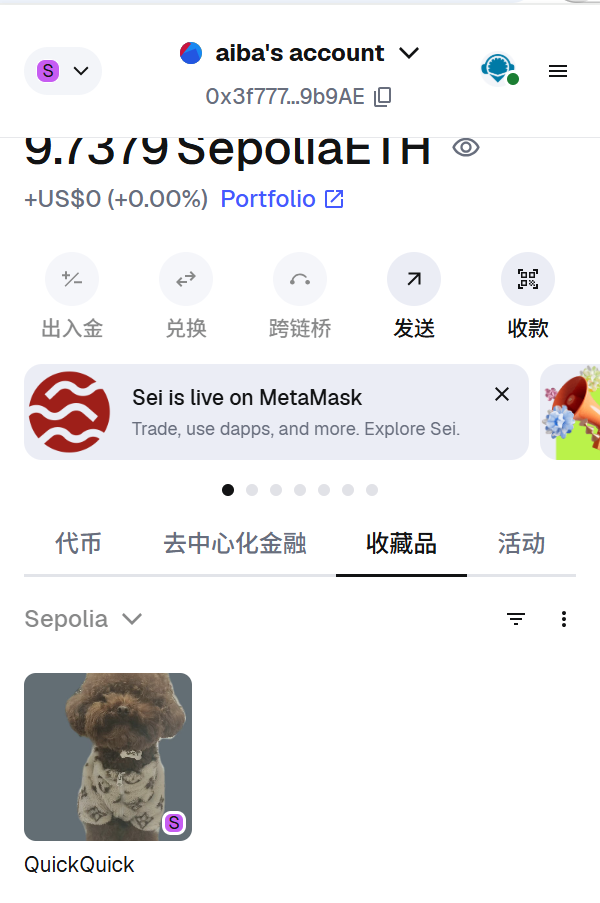 S
aiba's account
0x3f777...9b9AE
9.7379 SepoliaETH
+US$0 (+0.00%) Portfolio
出入金 兑换 跨链桥 发送 收款
Sei is live on MetaMask
Trade, use dapps, and more. Explore Sei.
代币 去中心化金融 收藏品 活动
Sepolia
S
QuickQuick